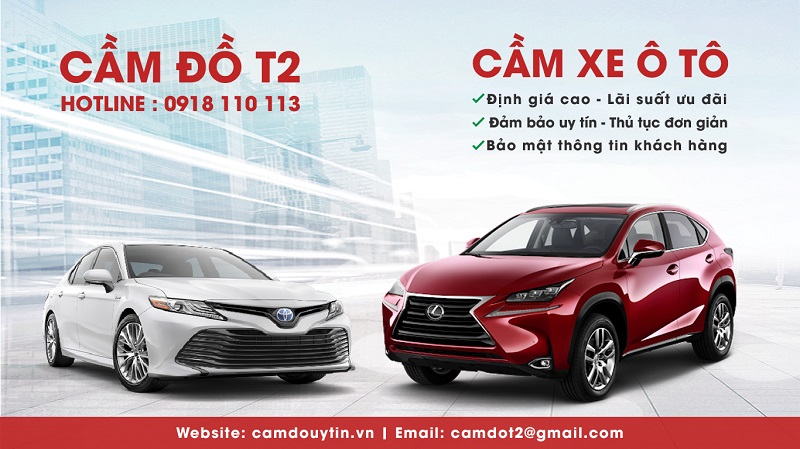 CẦM ĐỒ T2
HOTLINE : 0918 110 113
CẦM XE Ô TÔ
Định giá cao - Lãi suất ưu đãi
Đảm bảo uy tín - Thủ tục đơn giản
Bảo mật thông tin khách hàng
Website: camdouytin.vn | Email: camdot2@gmail.com